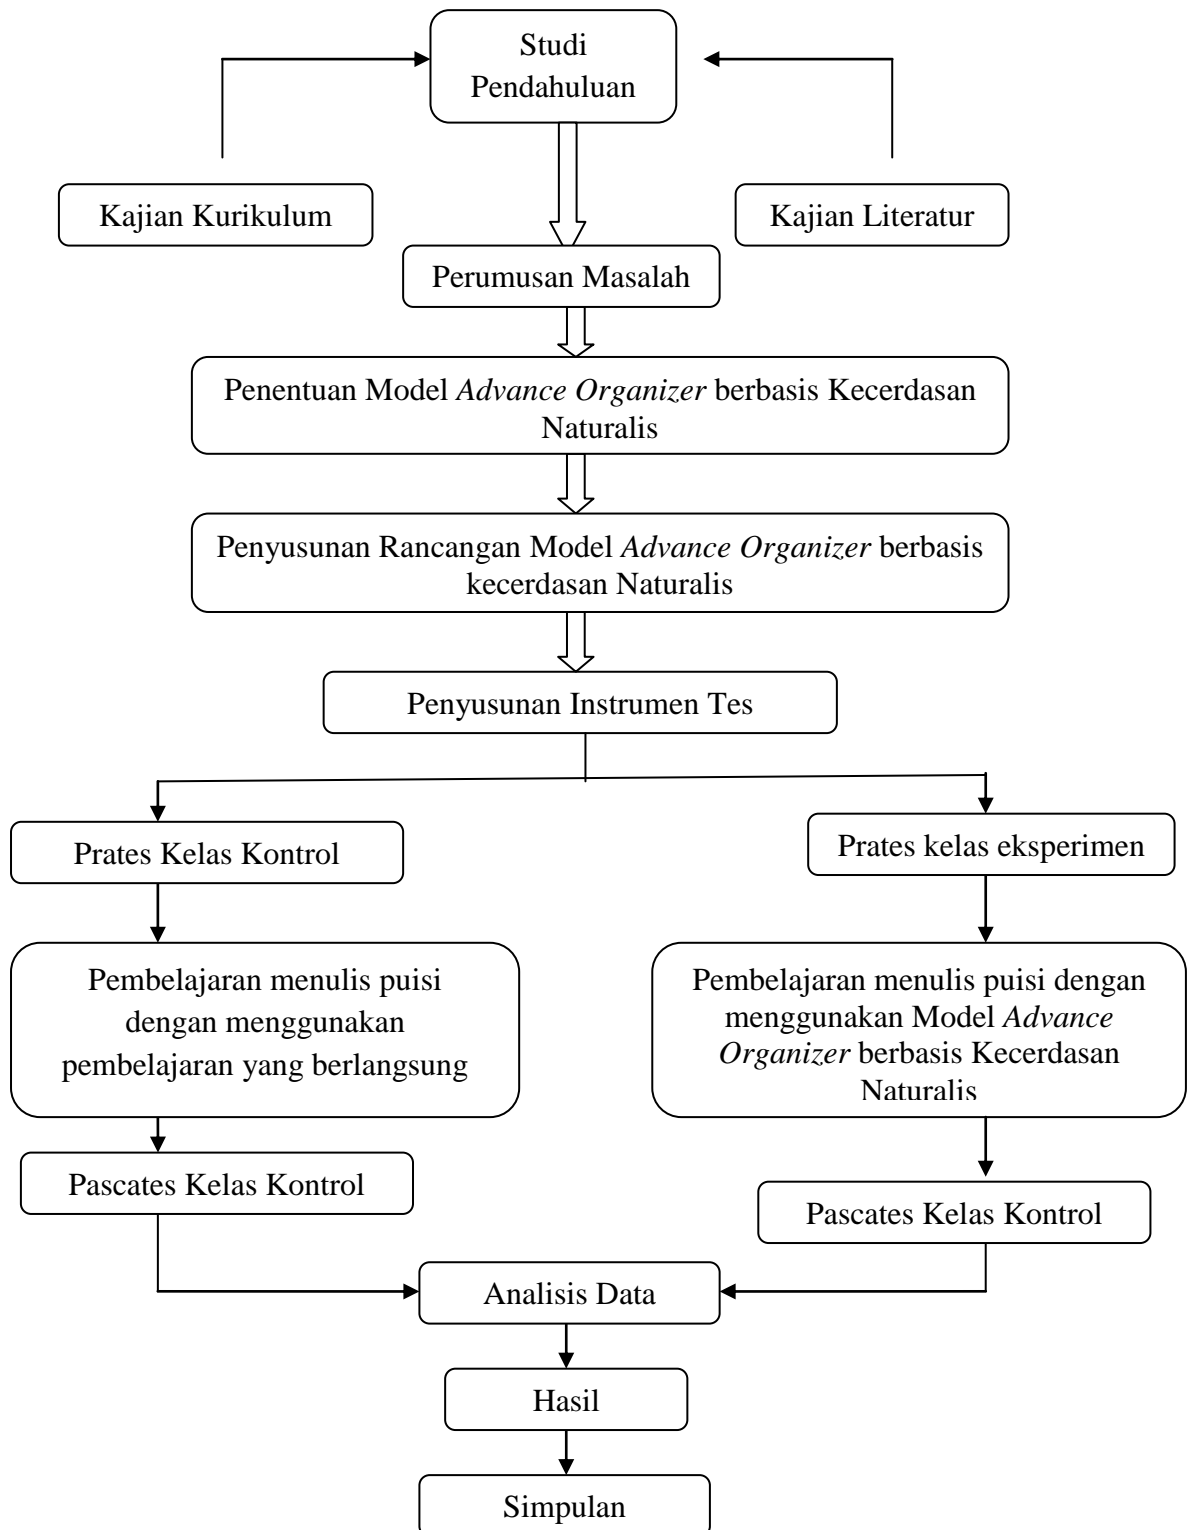 Studi
Pendahuluan
Kajian Kurikulum
Kajian Literatur
Perumusan Masalah
Penentuan Model Advance Organizer berbasis Kecerdasan
Naturalis
Penyusunan Rancangan Model Advance Organizer berbasis
kecerdasan Naturalis
Penyusunan Instrumen Tes
Prates Kelas Kontrol
Prates kelas eksperimen
Pembelajaran menulis puisi
dengan menggunakan
pembelajaran yang berlangsung
Pembelajaran menulis puisi dengan
menggunakan Model Advance
Organizer berbasis Kecerdasan
Naturalis
Pascates Kelas Kontrol
Pascates Kelas Kontrol
Analisis Data
Hasil
Simpulan